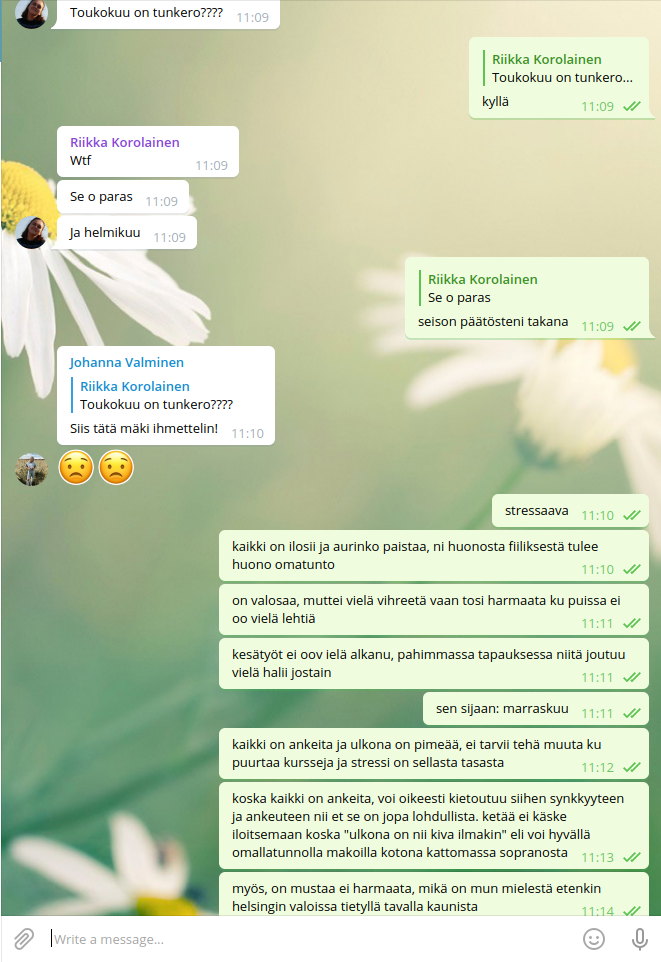 Toukokuu on tunkero????
11:09
Riikka Korolainen
Toukokuu on tunkero...
kyllä
11:09
Riikka Korolainen
Wtf
11:09
Se o paras
11:09
Ja helmikuu
11:09
Riikka Korolainen
Se o paras
seison päätösteni takana
11:09
Johanna Valminen
Riikka Korolainen
Toukokuu on tunkero????
Siis tätä mäki ihmettelin!
11:10
😟😟
stressaava
11:10
kaikki on ilosii ja aurinko paistaa, ni huonosta fiiliksestä tulee
huono omatunto
11:10
on valosaa, muttei vielä vihreetä vaan tosi harmaata ku puissa ei
oo vielä lehtiä
11:11
kesätyöt ei oov ielä alkanu, pahimmassa tapauksessa niitä joutuu
vielä halii jostain
11:11
sen sijaan: marraskuu
11:11
kaikki on ankeita ja ulkona on pimeää, ei tarvii tehä muuta ku
puurtaa kursseja ja stressi on sellasta tasasta
11:12
koska kaikki on ankeita, voi oikeesti kietoutuu siihen synkkyyteen
ja ankeuteen nii et se on jopa lohdullista. ketää ei käske
iloitsemaan koska "ulkona on nii kiva ilmakin" eli voi hyvällä
omallatunnolla makoilla kotona kattomassa sopranosta
11:13
myös, on mustaa ei harmaata, mikä on mun mielestä etenkin
helsingin valoissa tietyllä tavalla kaunista
11:14
Write a message...